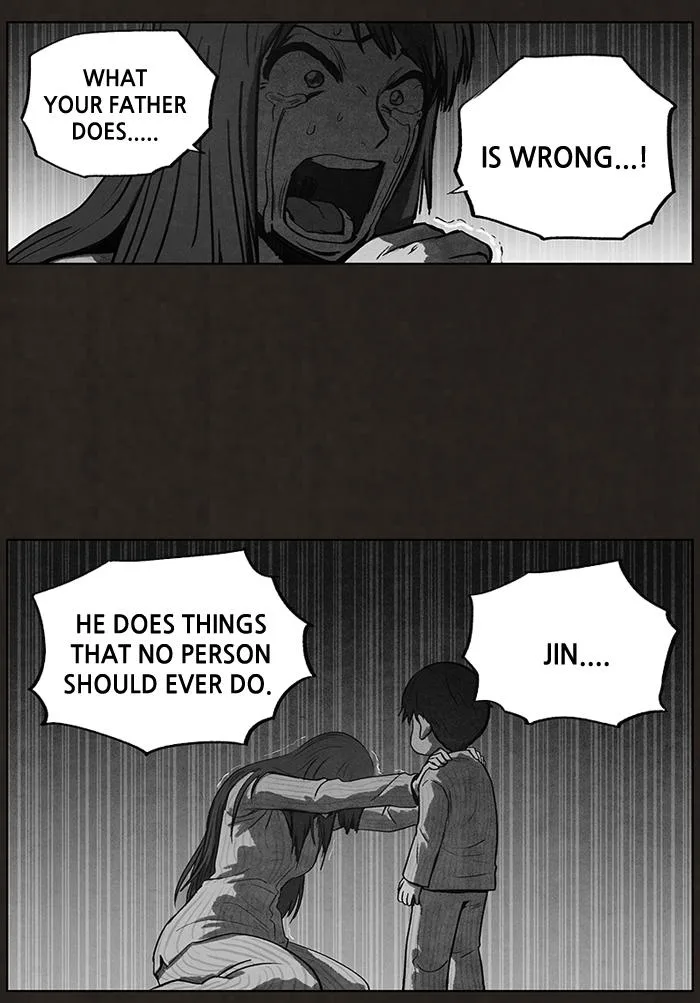 WHAT
YOUR FATHER
DOES.....
IS WRONG...!
HE DOES THINGS
THAT NO PERSON
SHOULD EVER DO.
JIN....